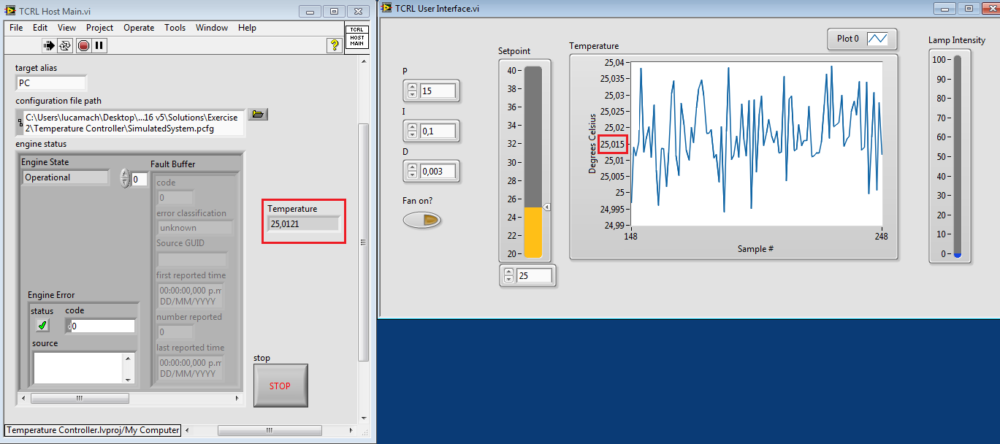 TCRL Host Main.vi
File Edit View Project Operate Tools Window Help
TCRL
HOST
MAIN
?
target alias
PC
configuration file path
C:\Users\lucamach\Desktop\...16 v5\Solutions\Exercise
2\Temperature Controller\SimulatedSystem.pcfg
engine status
Engine State
Operational
0
Fault Buffer
code
0
error classification
unknown
Source GUID
first reported time
00:00:00,000 p.m
DD/MM/YYYY
number reported
0
last reported time
00:00:00,000 p.m
DD/MM/YYYY
Engine Error
status
code
d0
source
Temperature
25,0121
stop
STOP
Temperature Controller.lvproj/My Computer
TCRL User Interface.vi
P
15
I
0,1
D
0,003
Fan on?
Setpoint
40
38
36
34
32
30
28
26
24
22
20
25
Temperature
Plot 0
Degrees Celsius
25,04
25,035
25,03
25,025
25,02
25,015
25,01
25,005
25
24,995
24,99
148
248
Sample #
Lamp Intensity
100
90
80
70
60
50
40
30
20
10
0